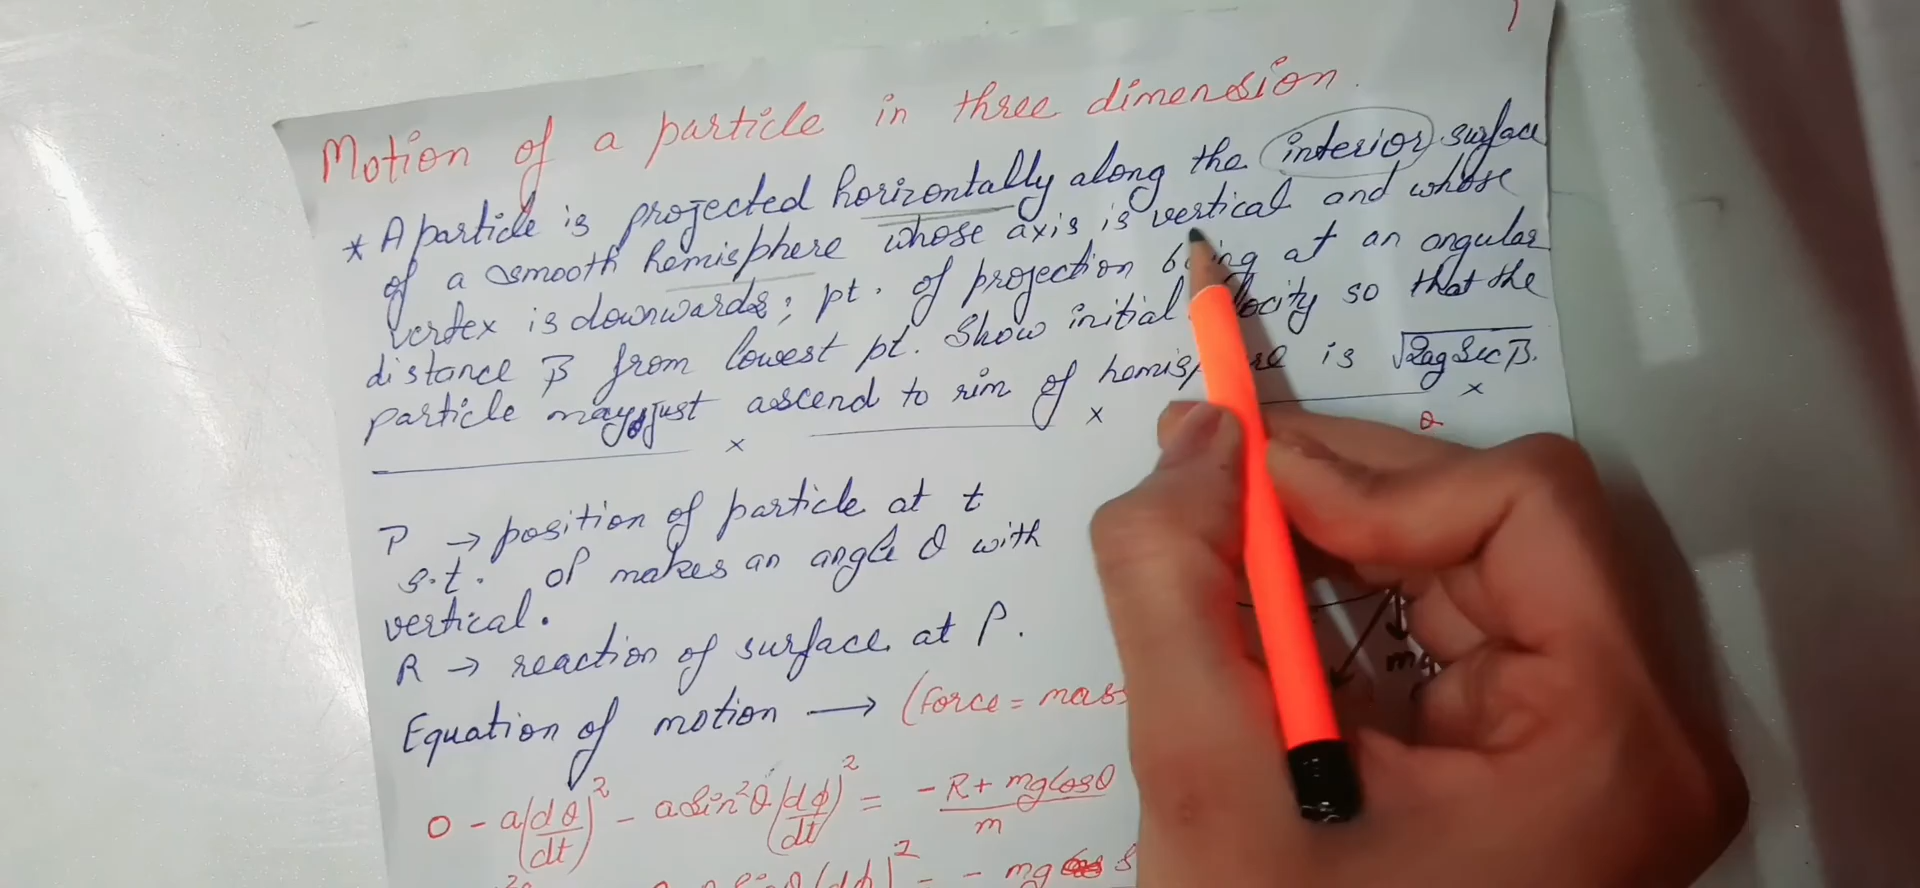 Motion of a particle in three dimension.
* A particle is projected horizontally along the interior surface
of a smooth hemisphere whose axis is vertical and whose
vertex is downwards; pt. of projection being at an angular
distance β from lowest pt. Show initial so that the
particle may just ascend to rim of is √2ag Sec β.
x x x
θ
P → position of particle at t
s.t. OP makes an angle θ with
vertical.
R → reaction of surface at P.
mg
Equation of motion → (Force = mass
0 - a(dθ/dt)² - a sin²θ(dφ/dt)² = (-R + mg cosθ)/m